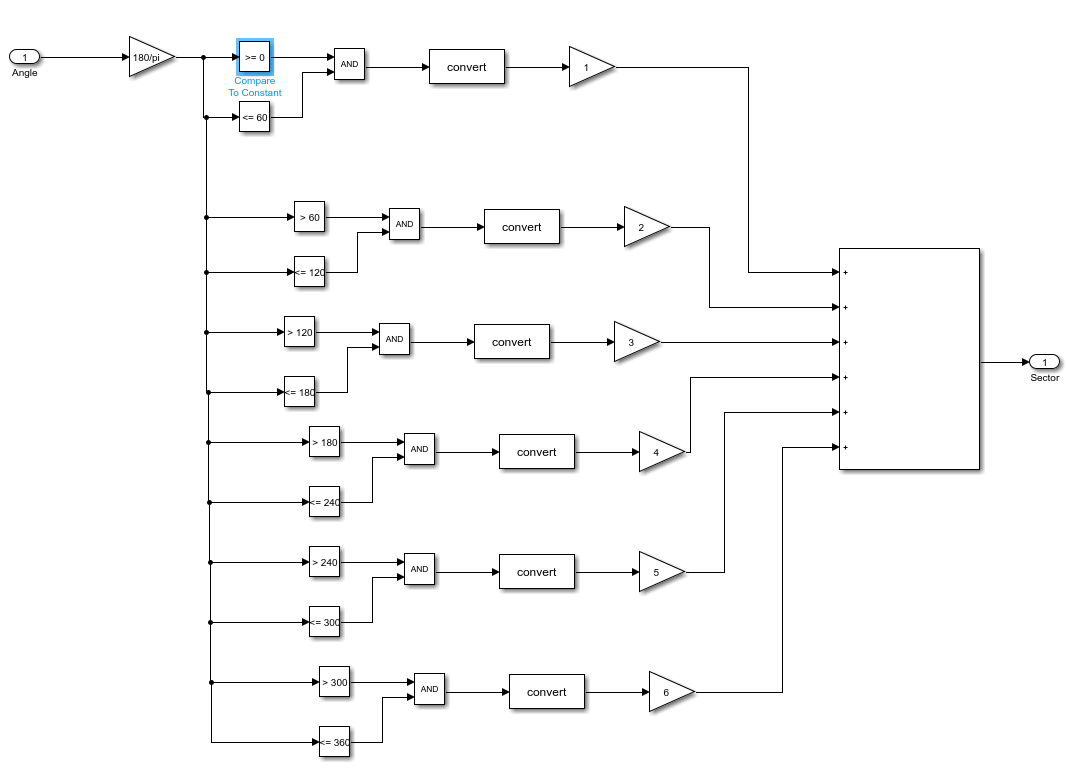 1
Angle
180/pi
>= 0
Compare
To Constant
<= 60
AND
convert
1
> 60
<= 120
AND
convert
2
> 120
<= 180
AND
convert
3
> 180
<= 240
AND
convert
4
> 240
<= 300
AND
convert
5
> 300
<= 360
AND
convert
6
+
+
+
+
+
+
1
Sector